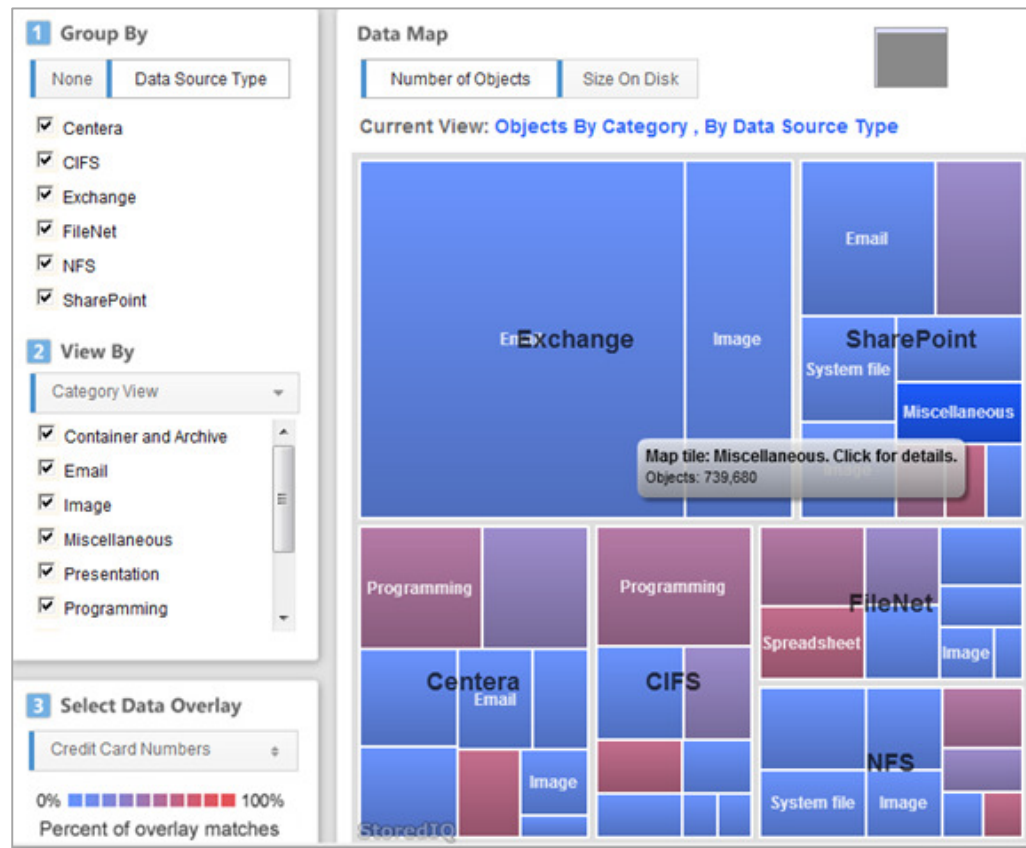 1 Group By
None Data Source Type
Centera
CIFS
Exchange
FileNet
NFS
SharePoint
2 View By
Category View
Container and Archive
Email
Image
Miscellaneous
Presentation
Programming
3 Select Data Overlay
Credit Card Numbers
0% 100%
Percent of overlay matches
Data Map
Number of Objects Size On Disk
Current View: Objects By Category , By Data Source Type
Email
Exchange
Image
Email
SharePoint
System file
Miscellaneous
Map tile: Miscellaneous. Click for details.
Objects: 739,680
Image
Programming
Centera
Email
Image
Programming
CIFS
FileNet
Spreadsheet
Image
NFS
System file
Image
StoredIQ